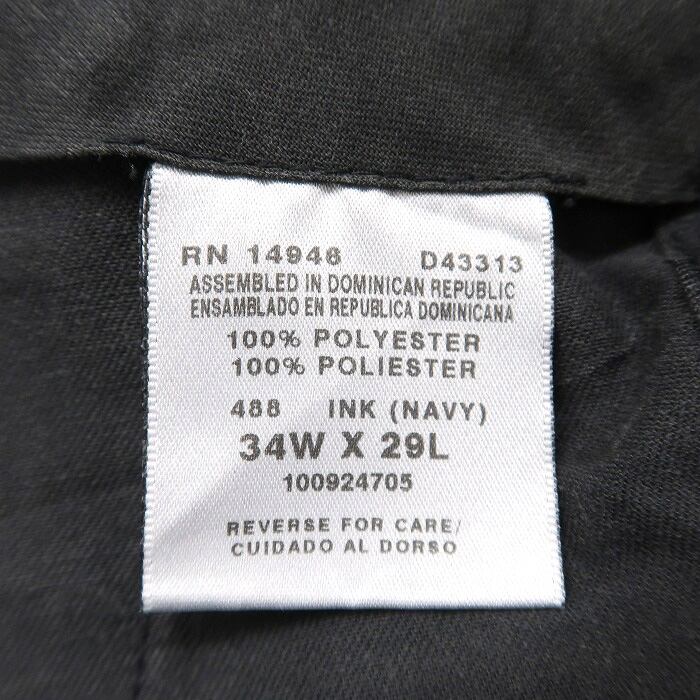 RN 14946 D43313
ASSEMBLED IN DOMINICAN REPUBLIC
ENSAMBLADO EN REPUBLICA DOMINICANA
100% POLYESTER
100% POLIESTER
488 INK (NAVY)
34W X 29L
100924705
REVERSE FOR CARE/
CUIDADO AL DORSO